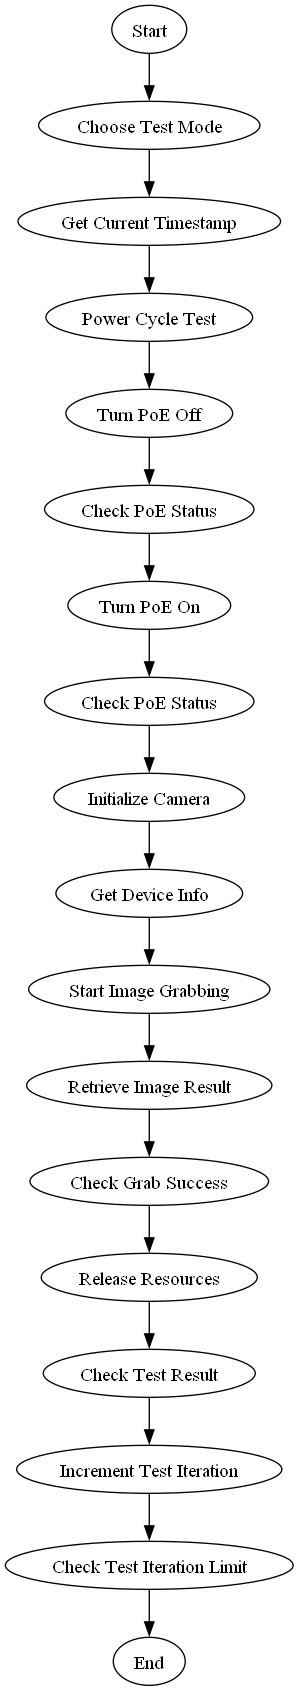 Start
Choose Test Mode
Get Current Timestamp
Power Cycle Test
Turn PoE Off
Check PoE Status
Turn PoE On
Check PoE Status
Initialize Camera
Get Device Info
Start Image Grabbing
Retrieve Image Result
Check Grab Success
Release Resources
Check Test Result
Increment Test Iteration
Check Test Iteration Limit
End